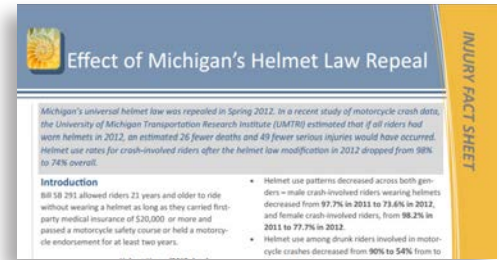 Effect of Michigan's Helmet Law Repeal
INJURY FACT SHEET
Michigan's universal helmet law was repealed in Spring 2012. In a recent study of motorcycle crash data,
the University of Michigan Transportation Research Institute (UMTRI) estimated that if all riders had
worn helmets in 2012, an estimated 26 fewer deaths and 49 fewer serious injuries would have occurred.
Helmet use rates for crash-involved riders after the helmet law modification in 2012 dropped from 98%
to 74% overall.
Introduction
Bill SB 291 allowed riders 21 years and older to ride
without wearing a helmet as long as they carried first-
party medical insurance of $20,000 or more and
passed a motorcycle safety course or held a motorcy-
cle endorsement for at least two years.
• Helmet use patterns decreased across both gen-
ders – male crash-involved riders wearing helmets
decreased from 97.7% in 2011 to 73.6% in 2012,
and female crash-involved riders, from 98.2% in
2011 to 77.7% in 2012.
• Helmet use among drunk riders involved in motor-
cycle crashes decreased from 90% to 54% from to